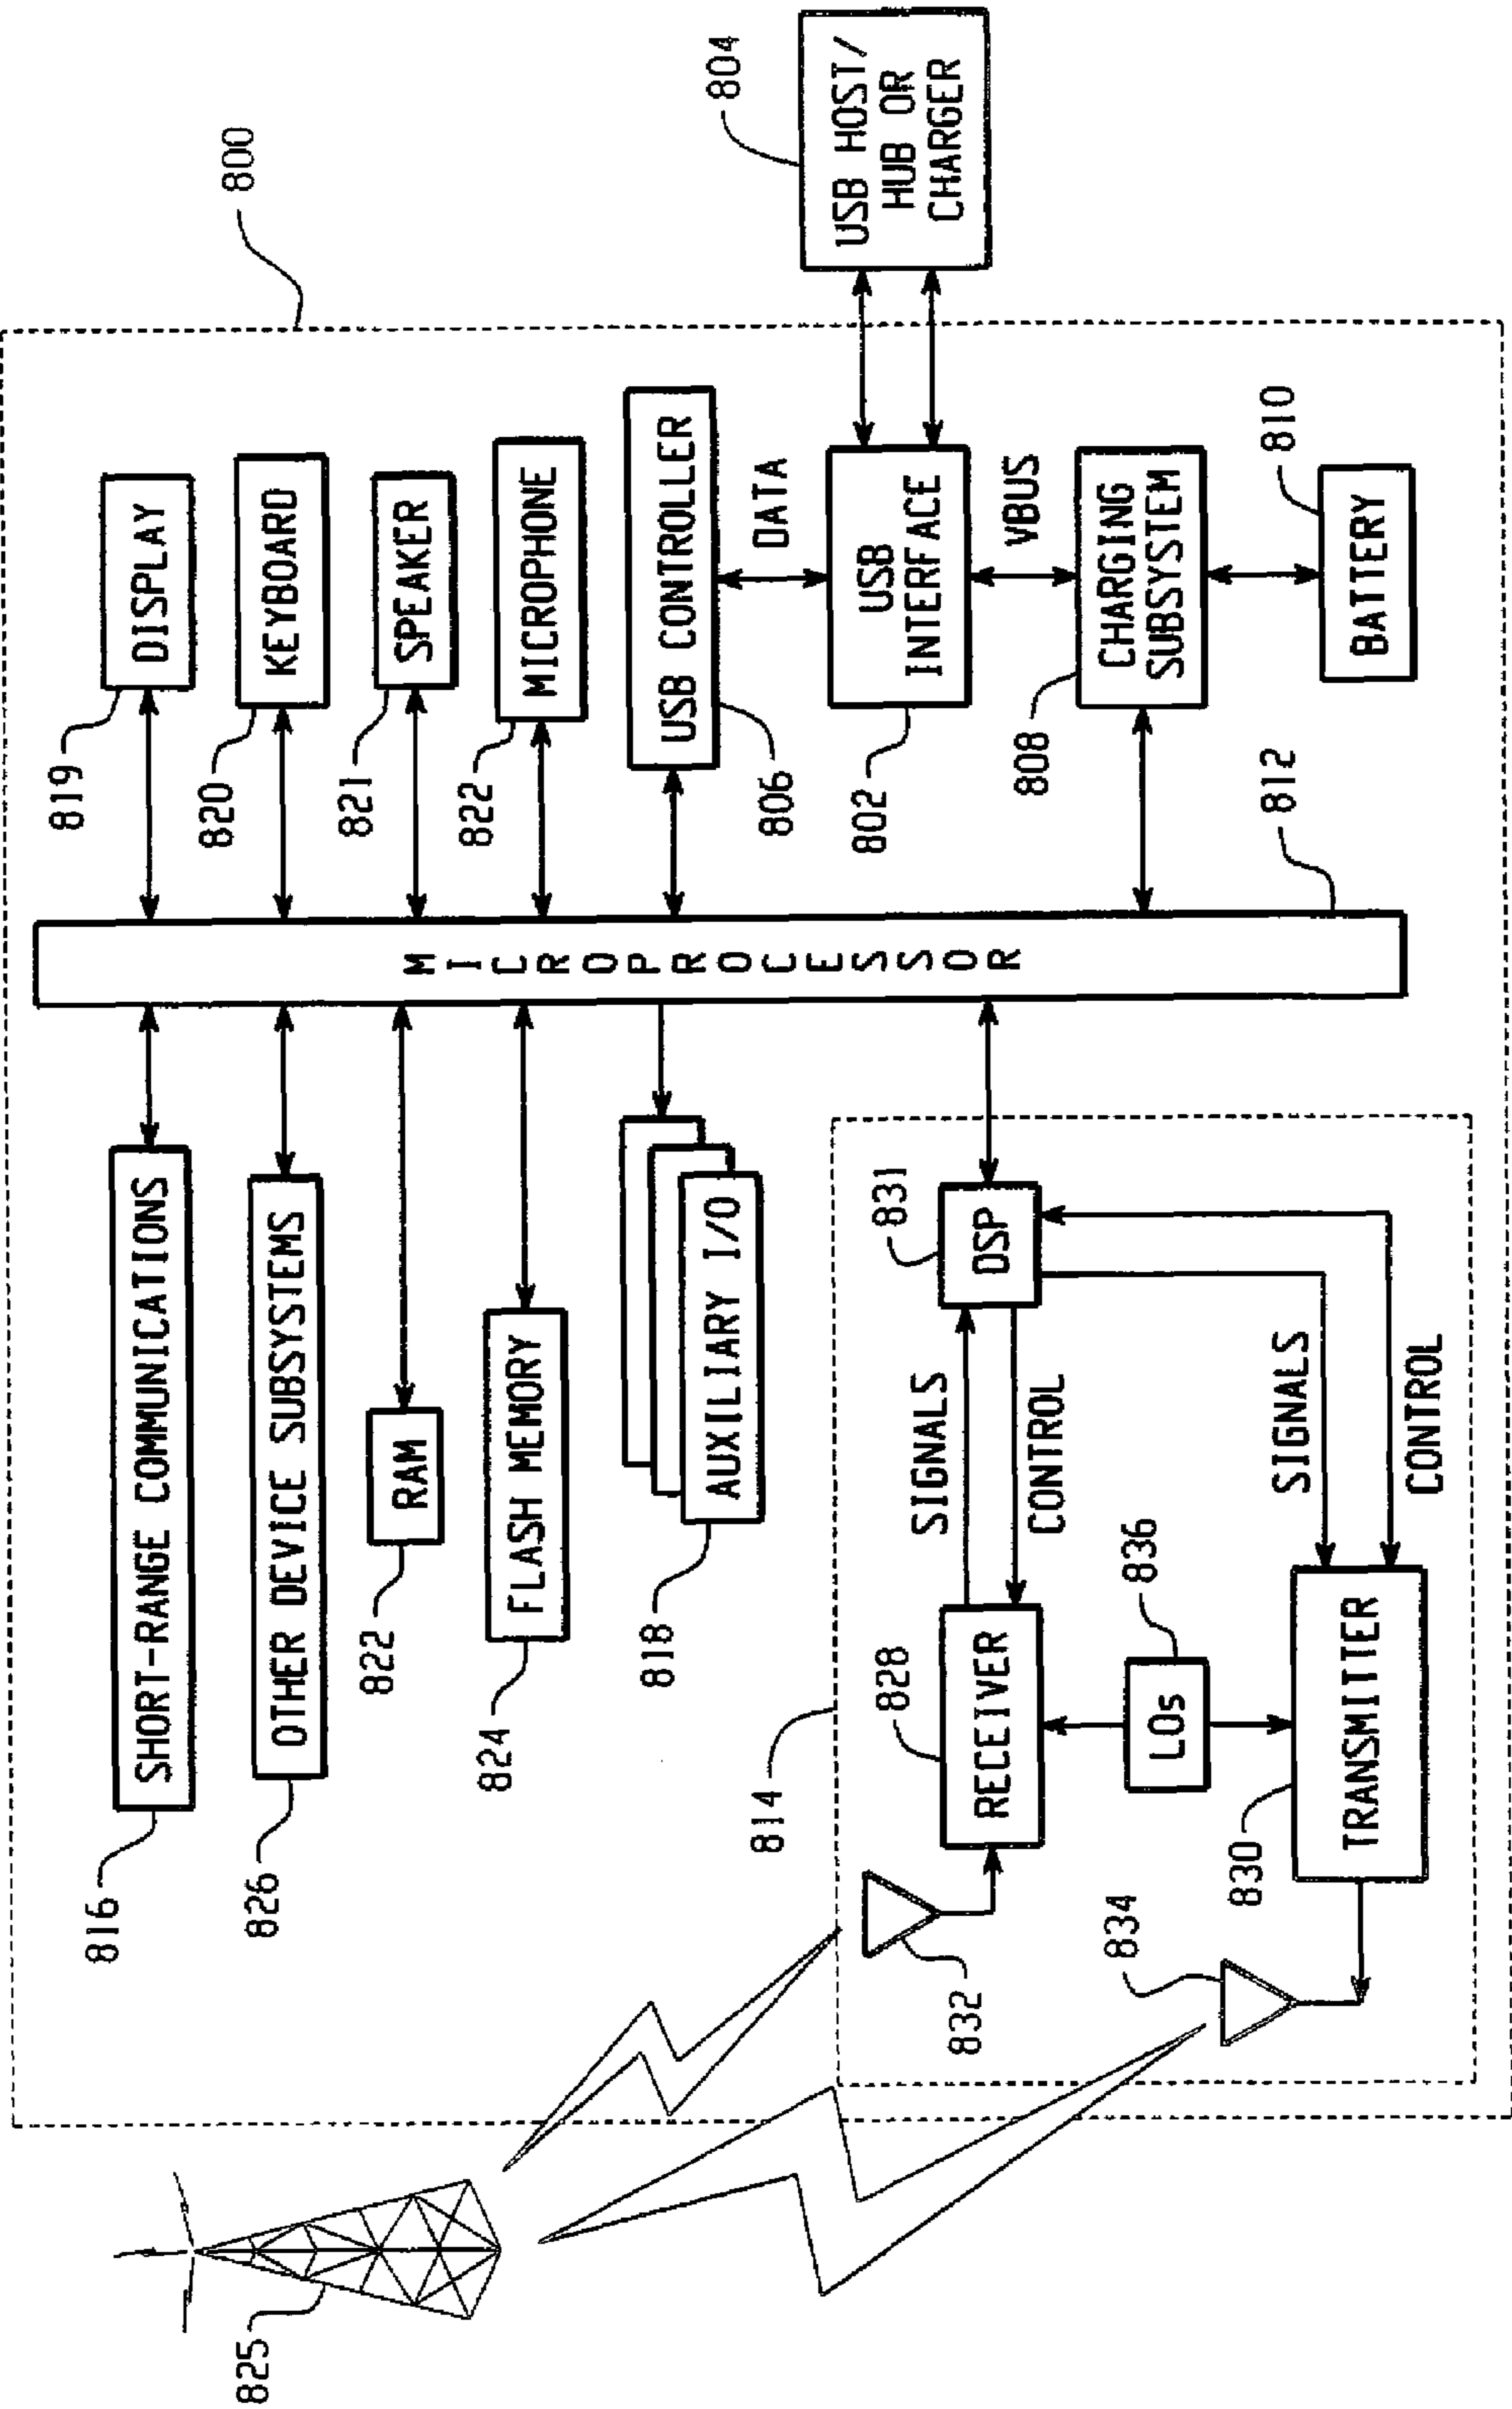 800
SHORT-RANGE COMMUNICATIONS
816
OTHER DEVICE SUBSYSTEMS
826
RAM
822
FLASH MEMORY
824
AUXILIARY I/O
818
825
MICROPROCESSOR
812
DISPLAY
819
KEYBOARD
820
SPEAKER
821
MICROPHONE
822
USB CONTROLLER
806
DATA
USB
INTERFACE
802
VBUS
CHARGING
SUBSYSTEM
808
BATTERY
810
USB HOST/
HUB OR
CHARGER
804
814
RECEIVER
828
SIGNALS
CONTROL
DSP
831
LOs
836
TRANSMITTER
830
SIGNALS
CONTROL
832
834